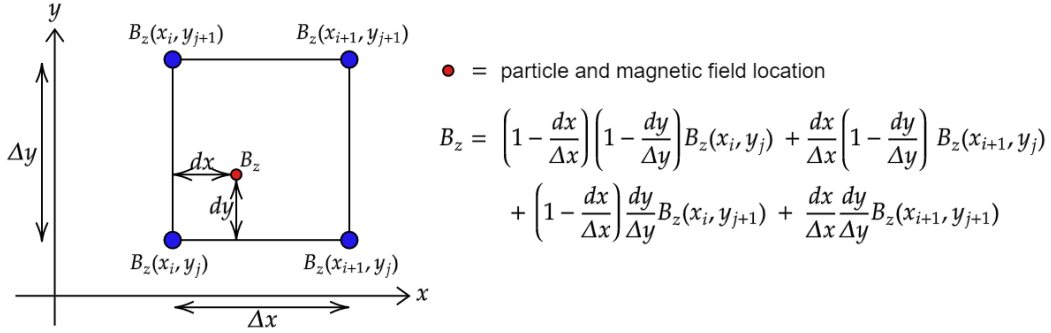 y
B_z(x_i, y_{j+1}) B_z(x_{i+1}, y_{j+1})
= particle and magnetic field location
Δy
dx B_z
dy
B_z(x_i, y_j) B_z(x_{i+1}, y_j)
x
Δx
B_z = (1 − dx/Δx)(1 − dy/Δy)B_z(x_i, y_j) + dx/Δx(1 − dy/Δy) B_z(x_{i+1}, y_j)
+ (1 − dx/Δx)dy/Δy B_z(x_i, y_{j+1}) + dx/Δx dy/Δy B_z(x_{i+1}, y_{j+1})